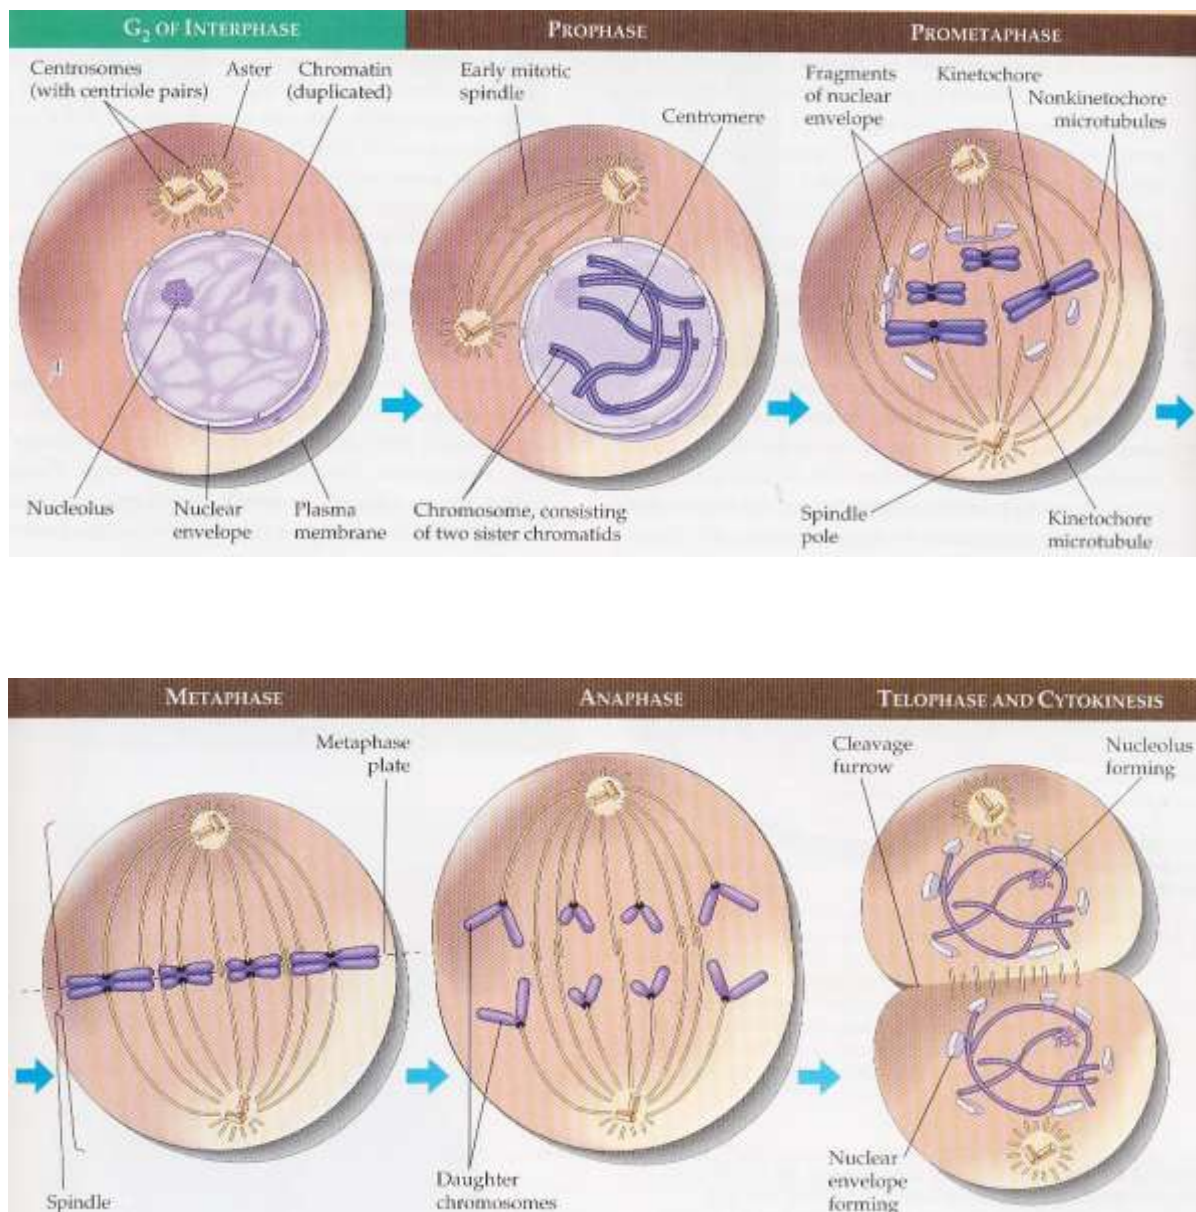 G₂ OF INTERPHASE
PROPHASE
PROMETAPHASE
Centrosomes
(with centriole pairs)
Aster
Chromatin
(duplicated)
Nucleolus
Nuclear
envelope
Plasma
membrane
Early mitotic
spindle
Centromere
Chromosome, consisting
of two sister chromatids
Fragments
of nuclear
envelope
Kinetochore
Nonkinetochore
microtubules
Spindle
pole
Kinetochore
microtubule
METAPHASE
ANAPHASE
TELOPHASE AND CYTOKINESIS
Metaphase
plate
Spindle
Daughter
chromosomes
Cleavage
furrow
Nucleolus
forming
Nuclear
envelope
forming